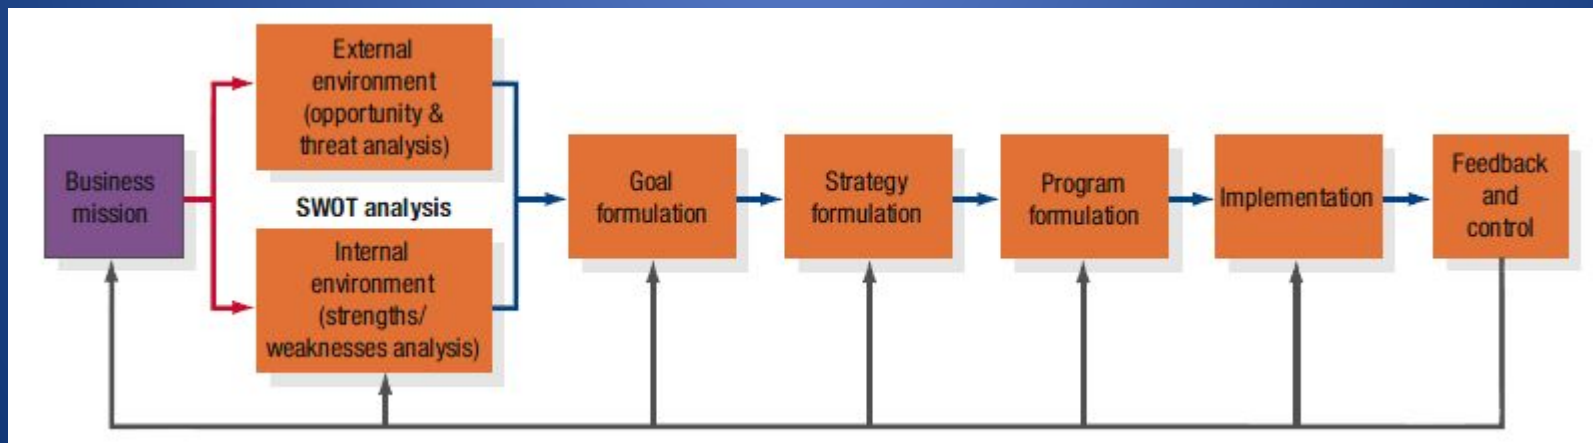 Business
mission
External
environment
(opportunity &
threat analysis)
SWOT analysis
Internal
environment
(strengths/
weaknesses analysis)
Goal
formulation
Strategy
formulation
Program
formulation
Implementation
Feedback
and
control